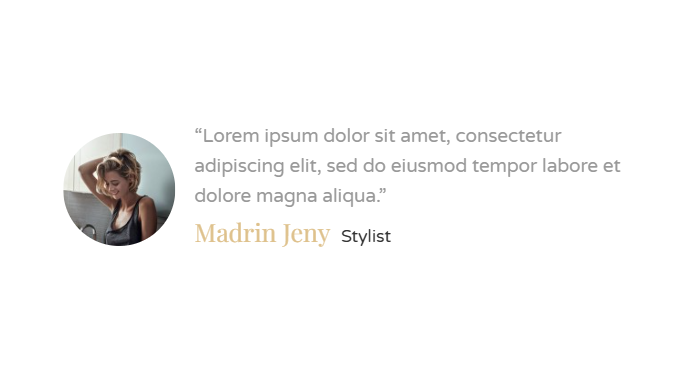 “Lorem ipsum dolor sit amet, consectetur
adipiscing elit, sed do eiusmod tempor labore et
dolore magna aliqua.”
Madrin Jeny Stylist